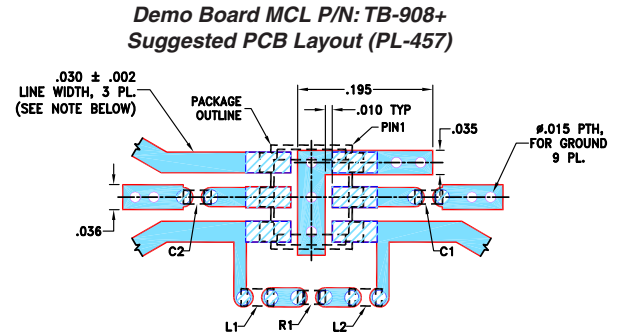 Demo Board MCL P/N: TB-908+
Suggested PCB Layout (PL-457)
.030 ± .002
LINE WIDTH, 3 PL.
(SEE NOTE BELOW)
PACKAGE
OUTLINE
.195
.010 TYP
PIN1
.035
ø.015 PTH,
FOR GROUND
9 PL.
.036
C2
C1
L1
R1
L2